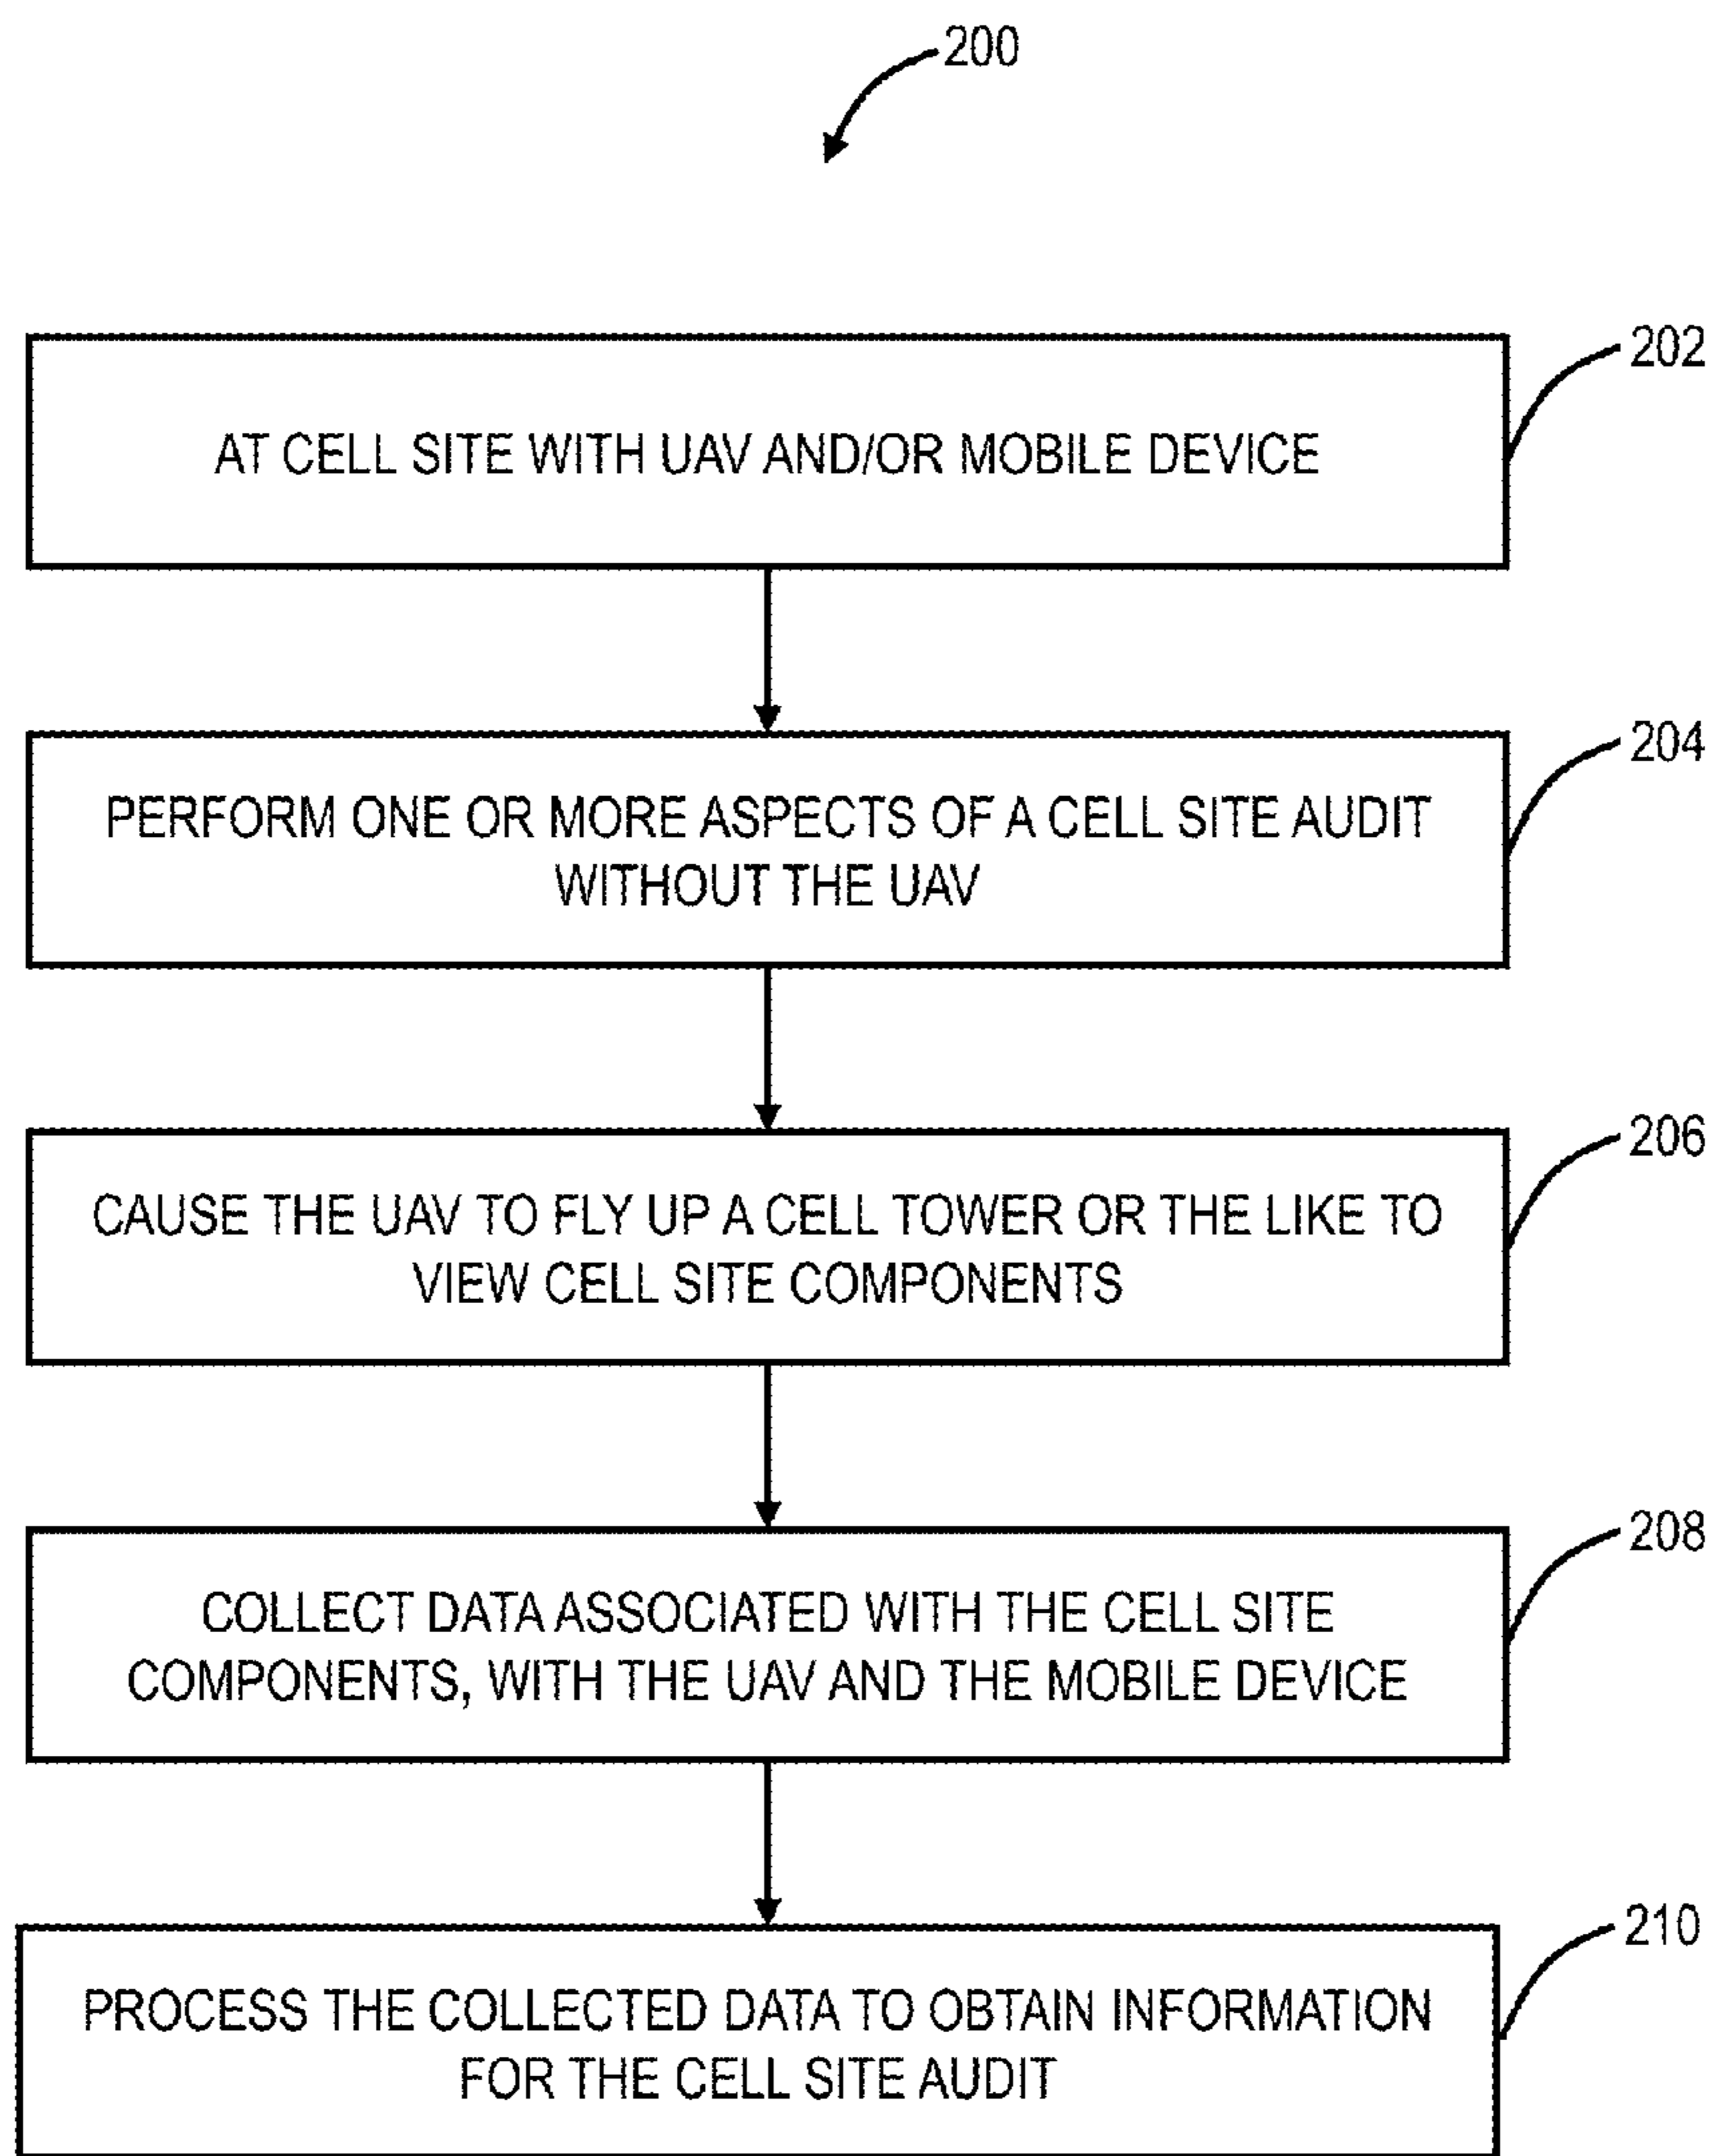 200
202
AT CELL SITE WITH UAV AND/OR MOBILE DEVICE
204
PERFORM ONE OR MORE ASPECTS OF A CELL SITE AUDIT
WITHOUT THE UAV
206
CAUSE THE UAV TO FLY UP A CELL TOWER OR THE LIKE TO
VIEW CELL SITE COMPONENTS
208
COLLECT DATA ASSOCIATED WITH THE CELL SITE
COMPONENTS, WITH THE UAV AND THE MOBILE DEVICE
210
PROCESS THE COLLECTED DATA TO OBTAIN INFORMATION
FOR THE CELL SITE AUDIT